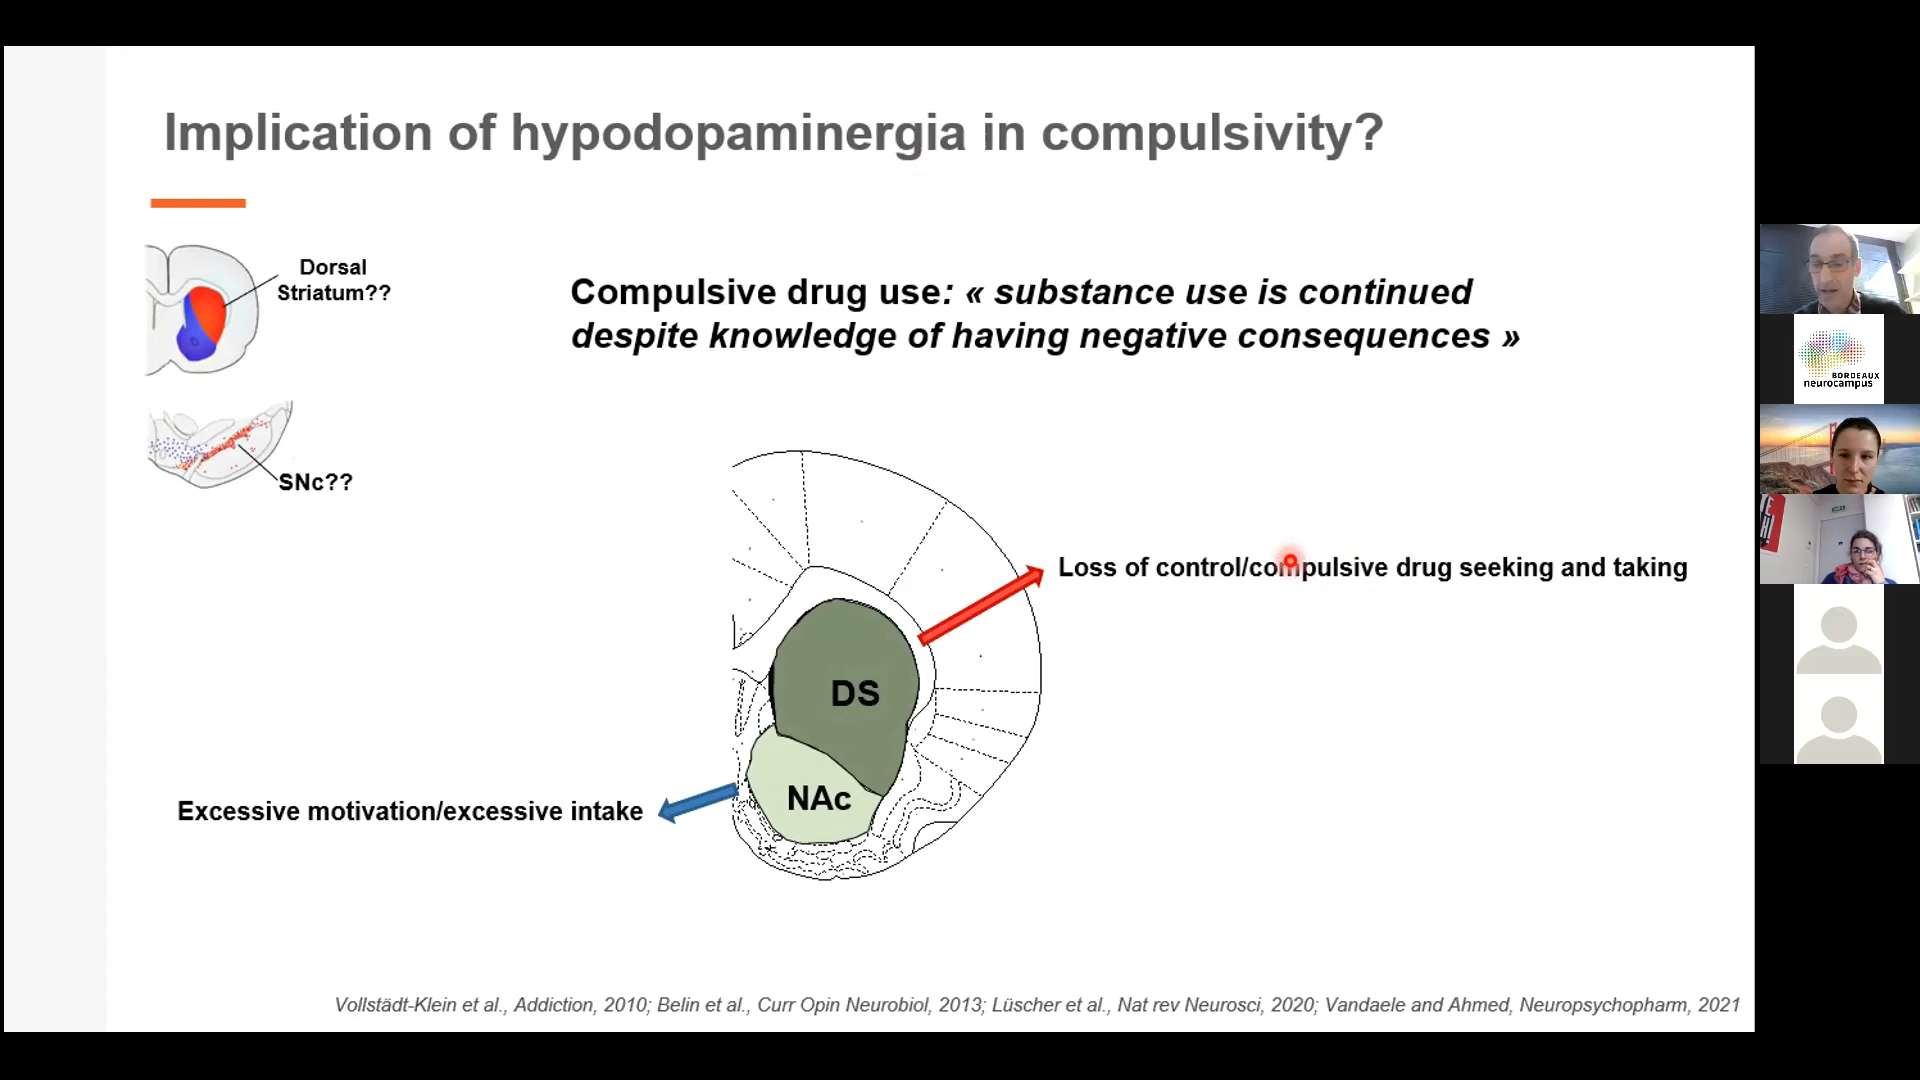 Implication of hypodopaminergia in compulsivity?
Dorsal
Striatum??
SNc??
Compulsive drug use: « substance use is continued
despite knowledge of having negative consequences »
Loss of control/compulsive drug seeking and taking
DS
NAc
Excessive motivation/excessive intake
Vollstädt-Klein et al., Addiction, 2010; Belin et al., Curr Opin Neurobiol, 2013; Lüscher et al., Nat rev Neurosci, 2020; Vandaele and Ahmed, Neuropsychopharm, 2021
BORDEAUX
neurocampus